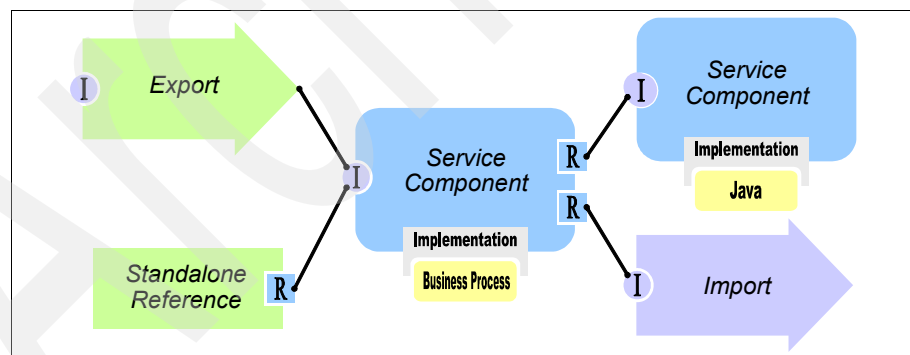 I
Export
Standalone
Reference
R
I
Service
Component
R
R
Implementation
Business Process
I
Service
Component
Implementation
Java
I
Import